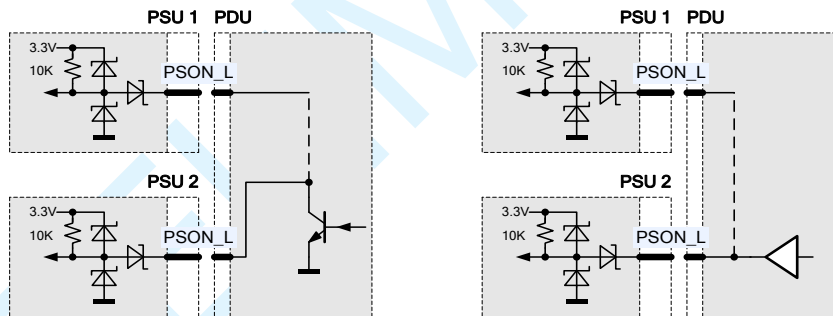 PSU 1 PDU
3.3V
10K
PSON_L
PSU 2
3.3V
10K
PSON_L
PSU 1 PDU
3.3V
10K
PSON_L
PSU 2
3.3V
10K
PSON_L